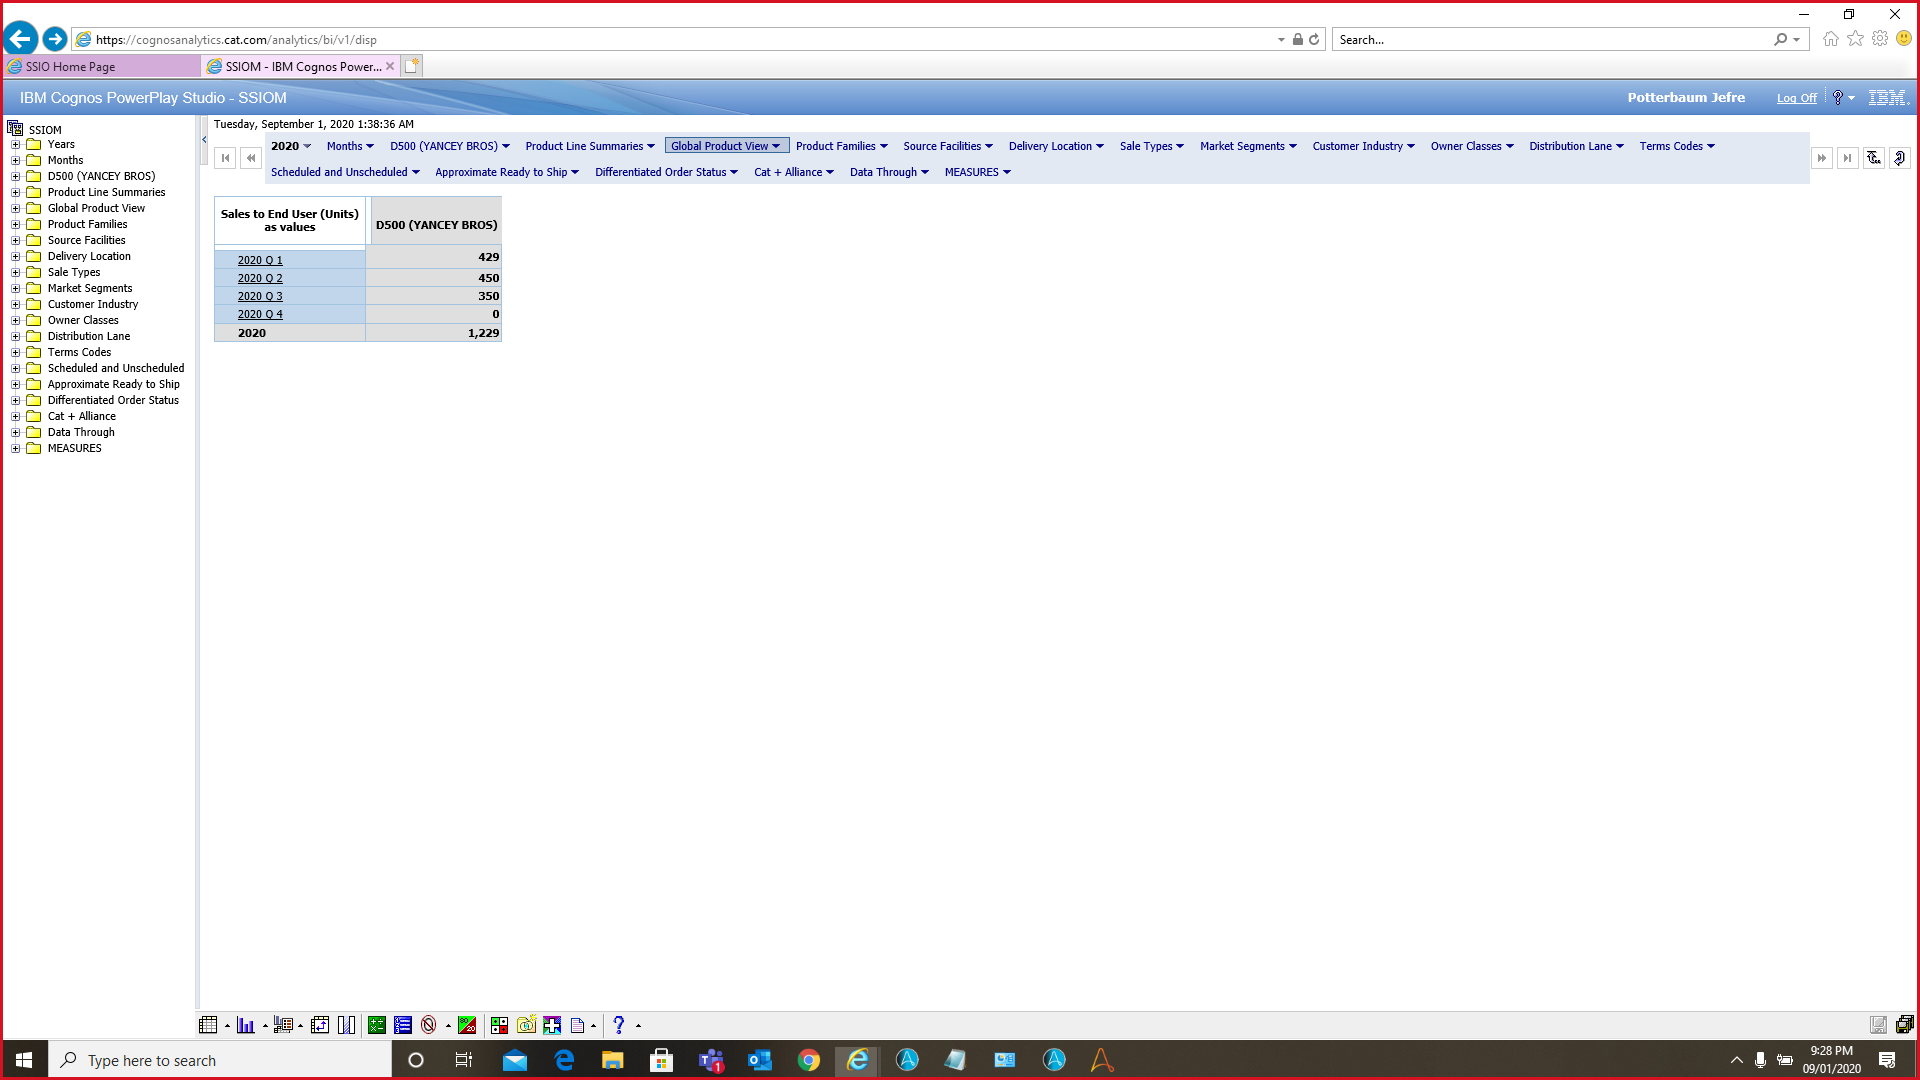 https://cognosanalytics.cat.com/analytics/bi/v1/disp
Search...
SSIO Home Page
SSIOM - IBM Cognos Power...
IBM Cognos PowerPlay Studio - SSIOM
Potterbaum Jefre
Log Off
IBM.
SSIOM
Years
Months
D500 (YANCEY BROS)
Product Line Summaries
Global Product View
Product Families
Source Facilities
Delivery Location
Sale Types
Market Segments
Customer Industry
Owner Classes
Distribution Lane
Terms Codes
Scheduled and Unscheduled
Approximate Ready to Ship
Differentiated Order Status
Cat + Alliance
Data Through
MEASURES
Tuesday, September 1, 2020 1:38:36 AM
2020 Months D500 (YANCEY BROS) Product Line Summaries Global Product View Product Families Source Facilities Delivery Location Sale Types Market Segments Customer Industry Owner Classes Distribution Lane Terms Codes
Scheduled and Unscheduled Approximate Ready to Ship Differentiated Order Status Cat + Alliance Data Through MEASURES
Sales to End User (Units)
as values
D500 (YANCEY BROS)
2020 Q 1 429
2020 Q 2 450
2020 Q 3 350
2020 Q 4 0
2020 1,229
Type here to search
1
9:28 PM
09/01/2020